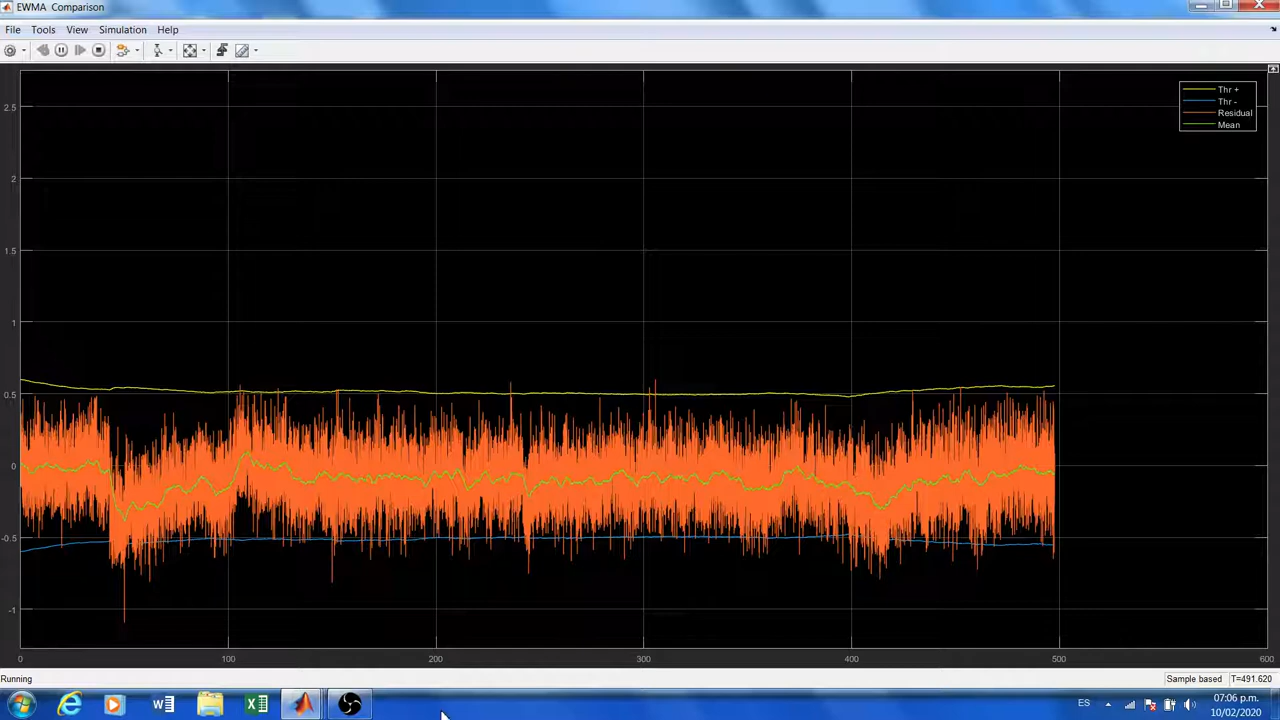 EWMA Comparison
File Tools View Simulation Help
Thr +
Thr -
Residual
Mean
2.5
2
1.5
1
0.5
0
-0.5
-1
0 100 200 300 400 500 600
Running
Sample based T=491.620
ES
07:06 p.m.
10/02/2020